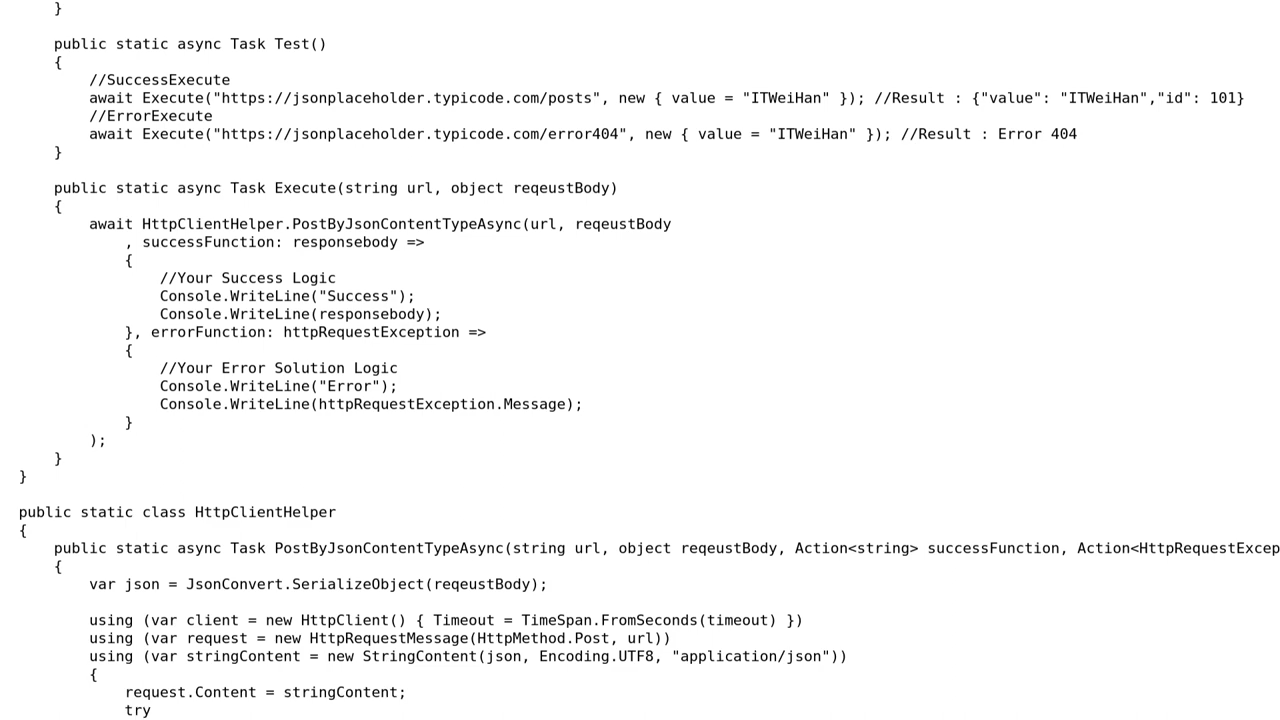 }

    public static async Task Test()
    {
        //SuccessExecute
        await Execute("https://jsonplaceholder.typicode.com/posts", new { value = "ITWeiHan" }); //Result : {"value": "ITWeiHan","id": 101}
        //ErrorExecute
        await Execute("https://jsonplaceholder.typicode.com/error404", new { value = "ITWeiHan" }); //Result : Error 404
    }

    public static async Task Execute(string url, object reqeustBody)
    {
        await HttpClientHelper.PostByJsonContentTypeAsync(url, reqeustBody
            , successFunction: responsebody =>
            {
                //Your Success Logic
                Console.WriteLine("Success");
                Console.WriteLine(responsebody);
            }, errorFunction: httpRequestException =>
            {
                //Your Error Solution Logic
                Console.WriteLine("Error");
                Console.WriteLine(httpRequestException.Message);
            }
        );
    }
}

public static class HttpClientHelper
{
    public static async Task PostByJsonContentTypeAsync(string url, object reqeustBody, Action<string> successFunction, Action<HttpRequestExcep
    {
        var json = JsonConvert.SerializeObject(reqeustBody);

        using (var client = new HttpClient() { Timeout = TimeSpan.FromSeconds(timeout) })
        using (var request = new HttpRequestMessage(HttpMethod.Post, url))
        using (var stringContent = new StringContent(json, Encoding.UTF8, "application/json"))
        {
            request.Content = stringContent;
            try